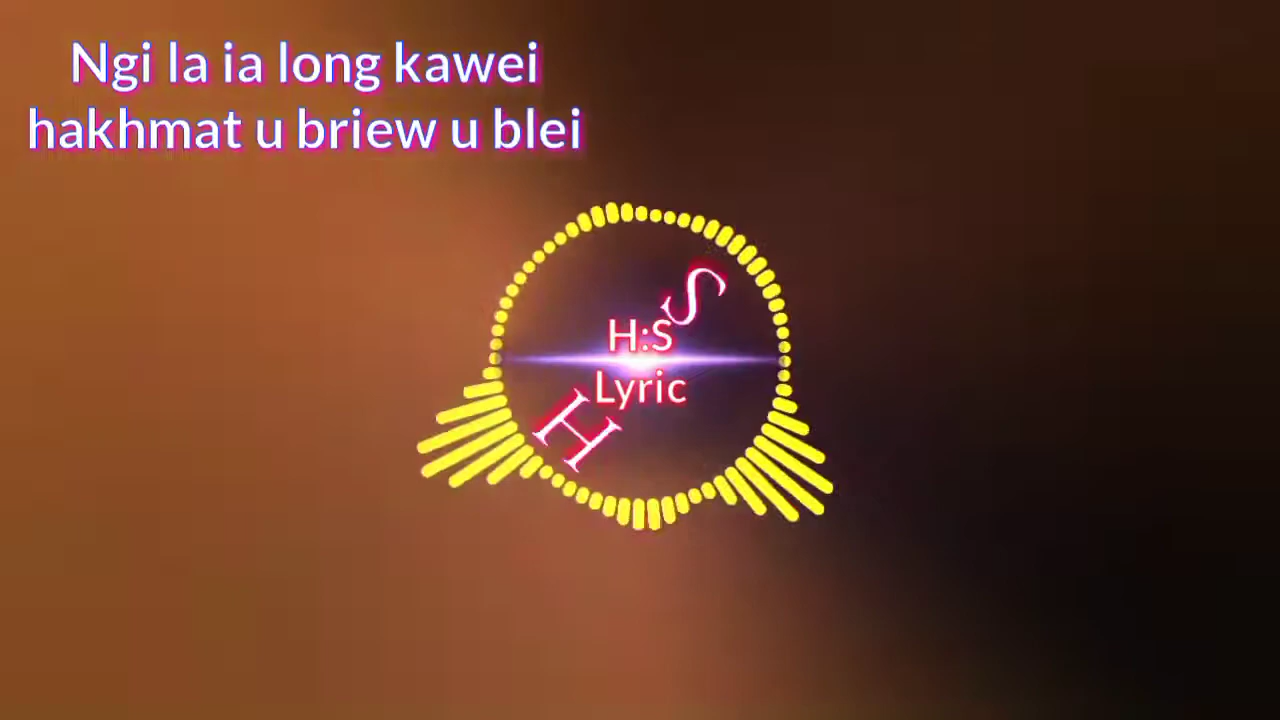 Ngi la ia long kawei
hakhmat u briew u blei
S
H:S
Lyric
H